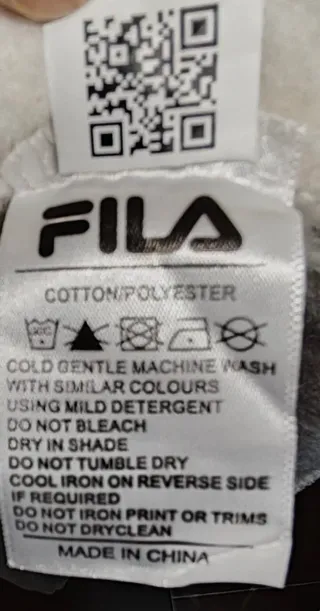 FILA
COTTON/POLYESTER
COLD GENTLE MACHINE WASH
WITH SIMILAR COLOURS
USING MILD DETERGENT
DO NOT BLEACH
DRY IN SHADE
DO NOT TUMBLE DRY
COOL IRON ON REVERSE SIDE
IF REQUIRED
DO NOT IRON PRINT OR TRIMS
DO NOT DRYCLEAN
MADE IN CHINA